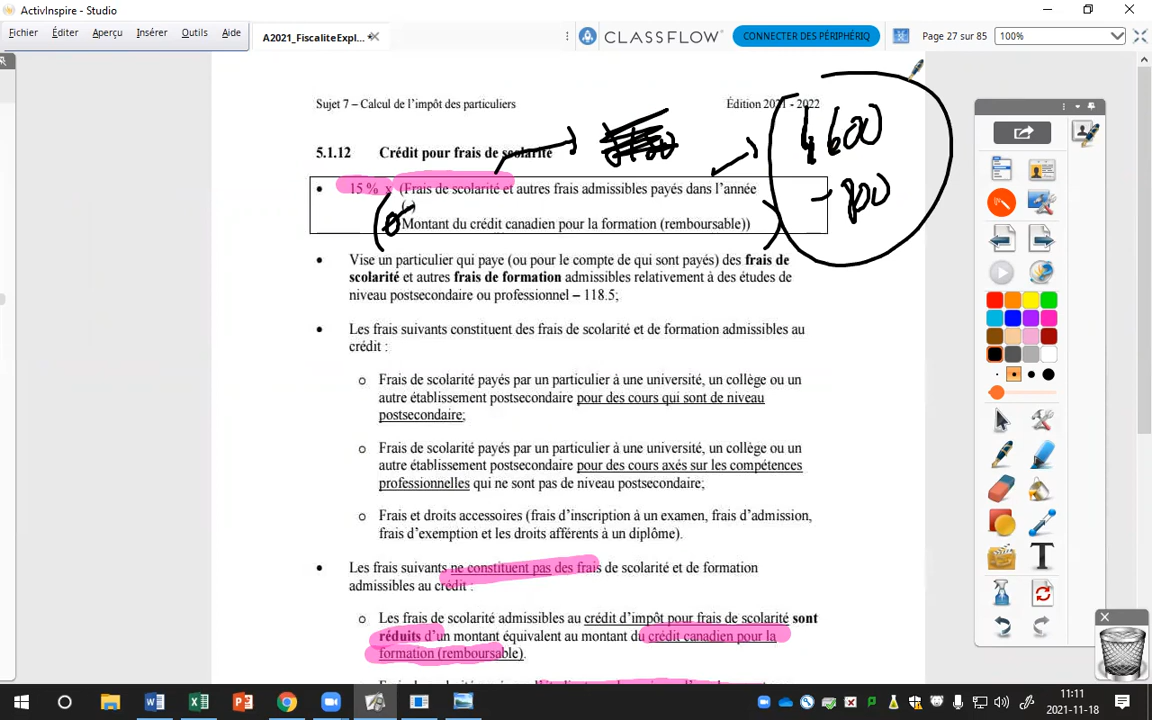 ActivInspire - Studio
Fichier Éditer Aperçu Insérer Outils Aide
A2021_FiscaliteExpl...
CLASSFLOW
CONNECTER DES PÉRIPHÉRIQ
Page 27 sur 85
100%
Sujet 7 – Calcul de l'impôt des particuliers
Édition 2021 - 2022
4 600
- 800
5.1.12 Crédit pour frais de scolarité
• 15 % x (Frais de scolarité et autres frais admissibles payés dans l'année
(-)
Montant du crédit canadien pour la formation (remboursable))
• Vise un particulier qui paye (ou pour le compte de qui sont payés) des frais de
scolarité et autres frais de formation admissibles relativement à des études de
niveau postsecondaire ou professionnel – 118.5;
• Les frais suivants constituent des frais de scolarité et de formation admissibles au
crédit :
o Frais de scolarité payés par un particulier à une université, un collège ou un
autre établissement postsecondaire pour des cours qui sont de niveau
postsecondaire;
o Frais de scolarité payés par un particulier à une université, un collège ou un
autre établissement postsecondaire pour des cours axés sur les compétences
professionnelles qui ne sont pas de niveau postsecondaire;
o Frais et droits accessoires (frais d'inscription à un examen, frais d'admission,
frais d'exemption et les droits afférents à un diplôme).
• Les frais suivants ne constituent pas des frais de scolarité et de formation
admissibles au crédit :
o Les frais de scolarité admissibles au crédit d'impôt pour frais de scolarité sont
réduits d'un montant équivalent au montant du crédit canadien pour la
formation (remboursable).
11:11
2021-11-18